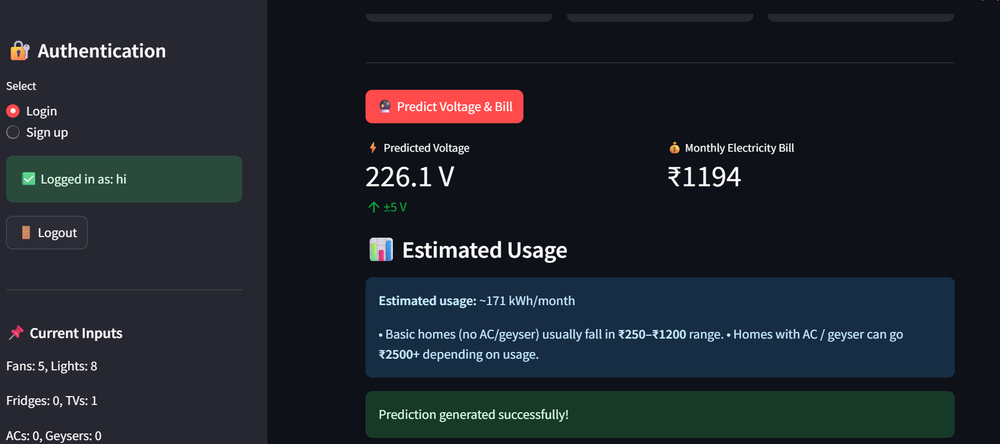 Authentication
Select
Login
Sign up
Logged in as: hi
Logout
Current Inputs
Fans: 5, Lights: 8
Fridges: 0, TVs: 1
ACs: 0, Geysers: 0
Predict Voltage & Bill
Predicted Voltage
226.1 V
±5 V
Monthly Electricity Bill
₹1194
Estimated Usage
Estimated usage: ~171 kWh/month
• Basic homes (no AC/geyser) usually fall in ₹250–₹1200 range. • Homes with AC / geyser can go
₹2500+ depending on usage.
Prediction generated successfully!